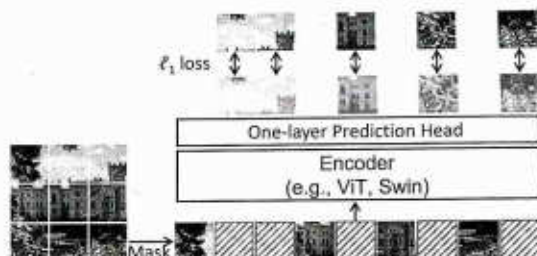 ℓ₁ loss
One-layer Prediction Head
Encoder
(e.g., ViT, Swin)
Mask